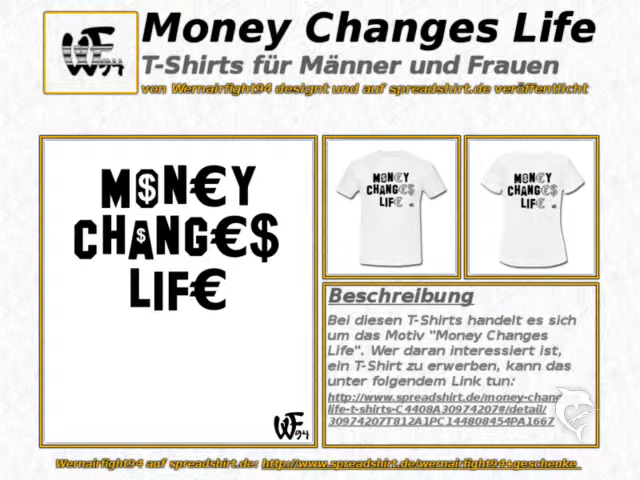 WF94
Money Changes Life
T-Shirts für Männer und Frauen
von Wernairfight94 designt und auf spreadshirt.de veröffentlicht
M$N€Y
CHANG€$
LIF€
M$N€Y
CHANG€$
LIF€
M$N€Y
CHANG€$
LIF€
Beschreibung
Bei diesen T-Shirts handelt es sich
um das Motiv "Money Changes
Life". Wer daran interessiert ist,
ein T-Shirt zu erwerben, kann das
unter folgendem Link tun:
http://www.spreadshirt.de/money-chang
life-t-shirts-C4408A30974207#/detail/
30974207T812A1PC144808454PA1667
WF94
Wernairfight94 auf spreadshirt.de: http://www.spreadshirt.de/wernairfight94+geschenke